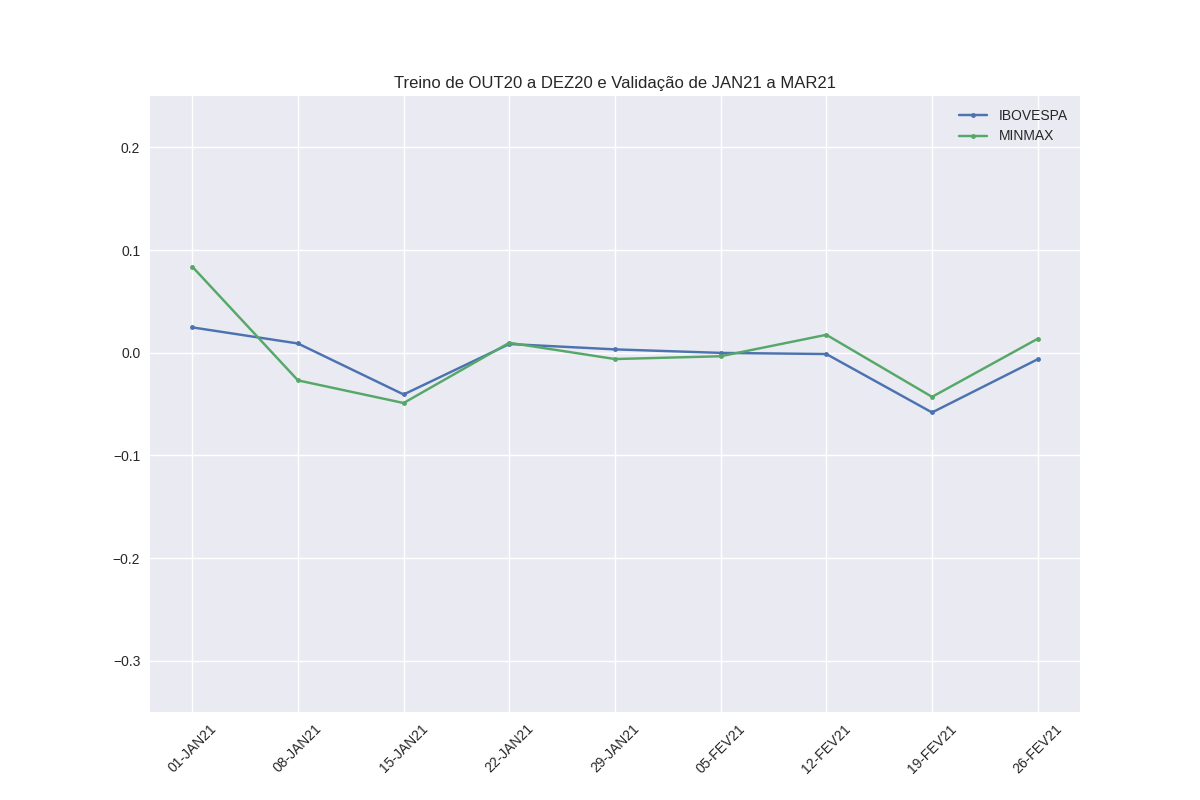 Treino de OUT20 a DEZ20 e Validação de JAN21 a MAR21
IBOVESPA
MINMAX
0.2
0.1
0.0
−0.1
−0.2
−0.3
01-JAN21
08-JAN21
15-JAN21
22-JAN21
29-JAN21
05-FEV21
12-FEV21
19-FEV21
26-FEV21